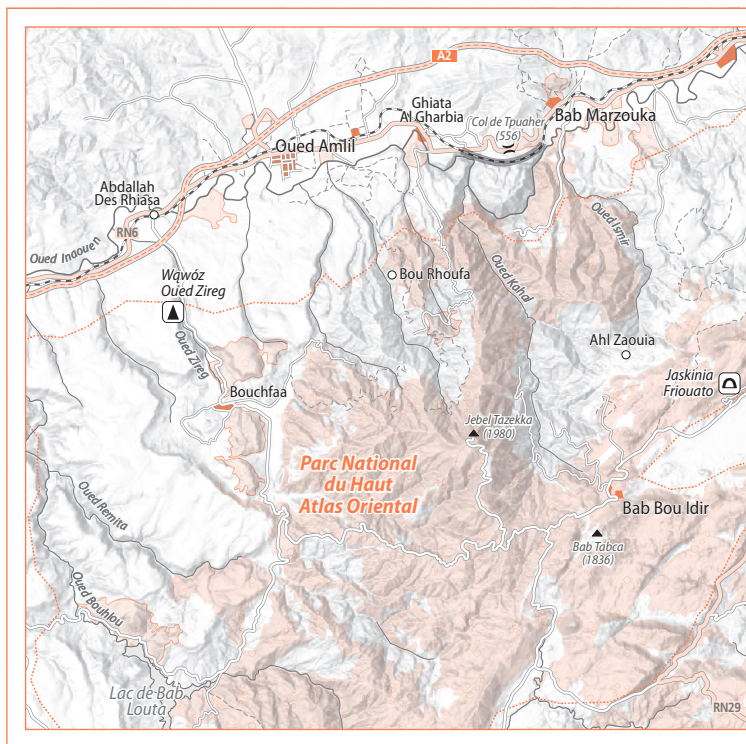 A2
Ghiata
Al Gharbia
Col de Tpuaher
(556)
Bab Marzouka
Oued Amlil
Abdallah
Des Rhiasa
RN6
Oued Inaouen
Oued Ismir
Wąwóz
Oued Zireg
Bou Rhoufa
Oued Kahal
Oued Zireg
Ahl Zaouia
Jaskinia
Friouato
Bouchfaa
Jebel Tazekka
(1980)
Parc National
du Haut
Atlas Oriental
Oued Remita
Bab Bou Idir
Bab Tabca
(1836)
Oued Bouhlou
Lac de Bab
Louta
RN29